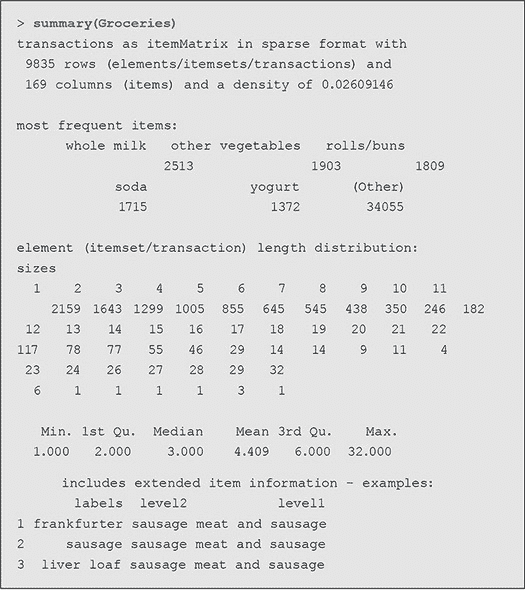 > summary(Groceries)
transactions as itemMatrix in sparse format with
9835 rows (elements/itemsets/transactions) and
169 columns (items) and a density of 0.02609146
most frequent items:
whole milk other vegetables rolls/buns
2513 1903 1809
soda yogurt (Other)
1715 1372 34055
element (itemset/transaction) length distribution:
sizes
1 2 3 4 5 6 7 8 9 10 11
2159 1643 1299 1005 855 645 545 438 350 246 182
12 13 14 15 16 17 18 19 20 21 22
117 78 77 55 46 29 14 14 9 11 4
23 24 26 27 28 29 32
6 1 1 1 1 3 1
Min. 1st Qu. Median Mean 3rd Qu. Max.
1.000 2.000 3.000 4.409 6.000 32.000
includes extended item information – examples:
labels level2 level1
1 frankfurter sausage meat and sausage
2 sausage sausage meat and sausage
3 liver loaf sausage meat and sausage